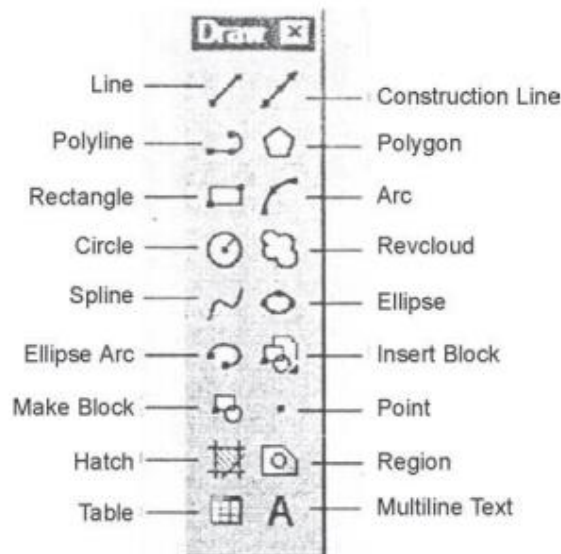 Draw
Line
Construction Line
Polyline
Polygon
Rectangle
Arc
Circle
Revcloud
Spline
Ellipse
Ellipse Arc
Insert Block
Make Block
Point
Hatch
Region
Table
A
Multiline Text